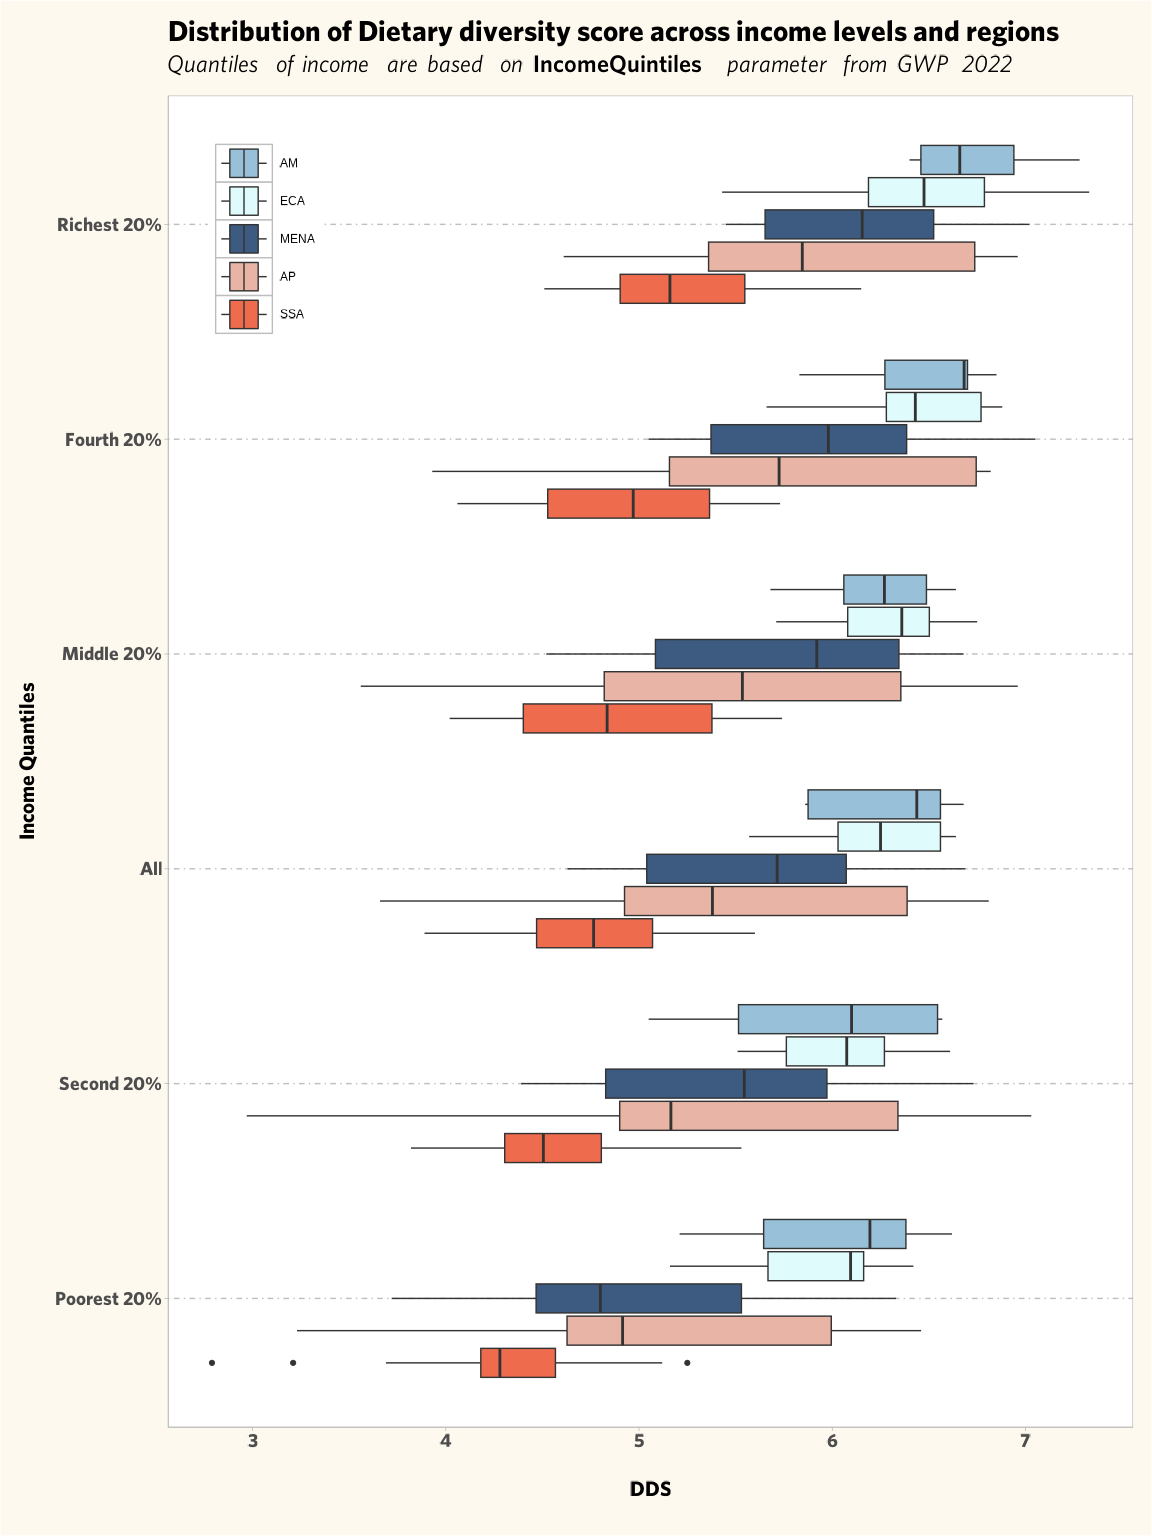 Distribution of Dietary diversity score across income levels and regions
Quantiles of income are based on IncomeQuintiles parameter from GWP 2022
AM
ECA
MENA
AP
SSA
Richest 20%
Fourth 20%
Middle 20%
All
Second 20%
Poorest 20%
Income Quantiles
3 4 5 6 7
DDS